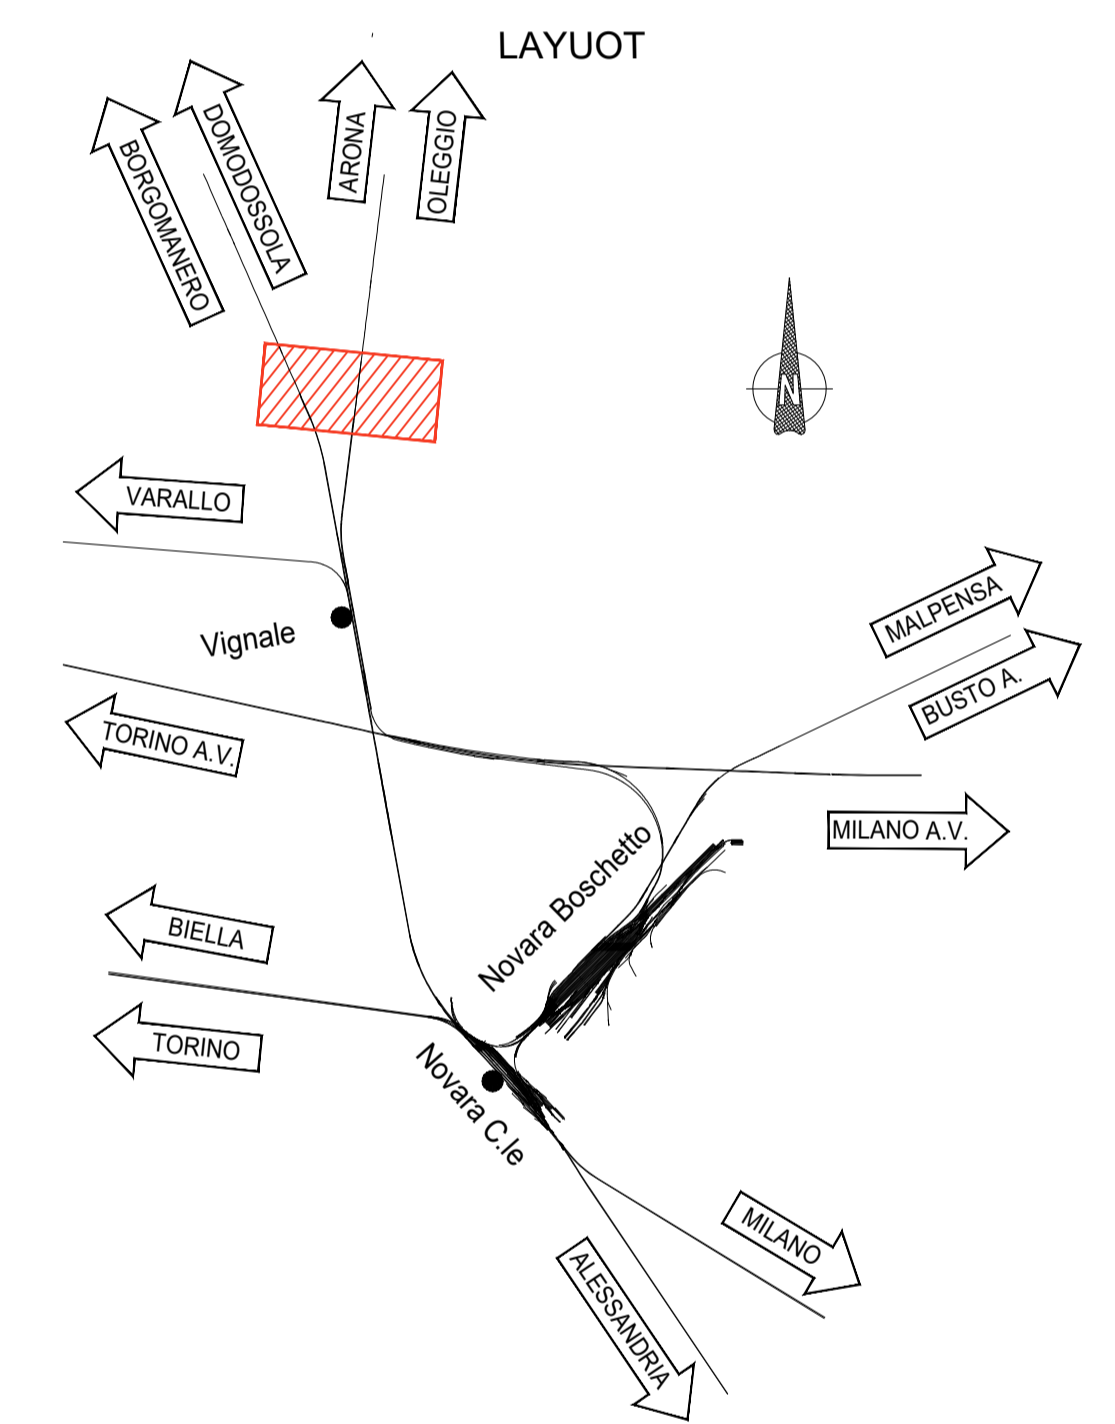 LAYUOT
BORGOMANERO
DOMODOSSOLA
ARONA
OLEGGIO
N
VARALLO
Vignale
MALPENSA
BUSTO A.
TORINO A.V.
MILANO A.V.
Novara Boschetto
BIELLA
TORINO
Novara C.le
MILANO
ALESSANDRIA